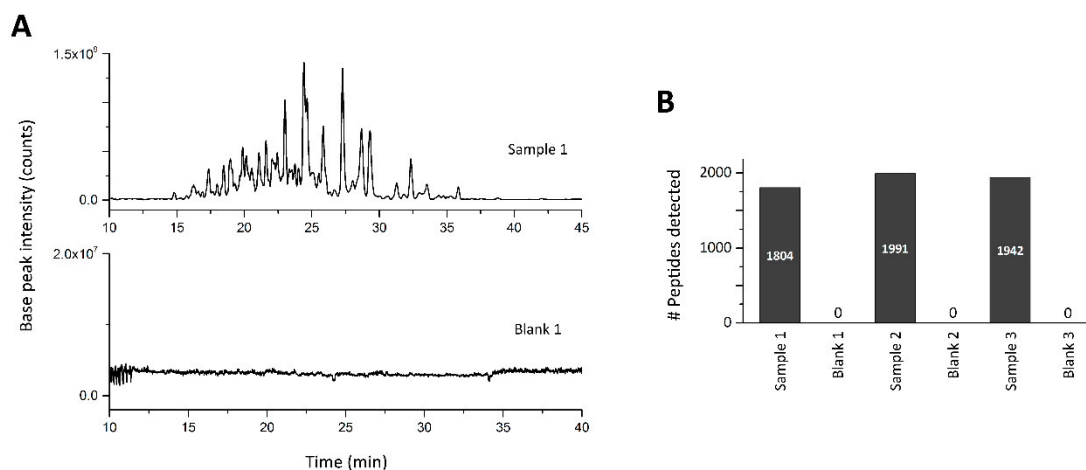 A
Base peak intensity (counts)
1.5x10⁹
0.0
Sample 1
10 15 20 25 30 35 40 45
2.0x10⁷
0.0
Blank 1
10 15 20 25 30 35 40
Time (min)
B
# Peptides detected
2000
1000
0
1804
0
1991
0
1942
0
Sample 1
Blank 1
Sample 2
Blank 2
Sample 3
Blank 3